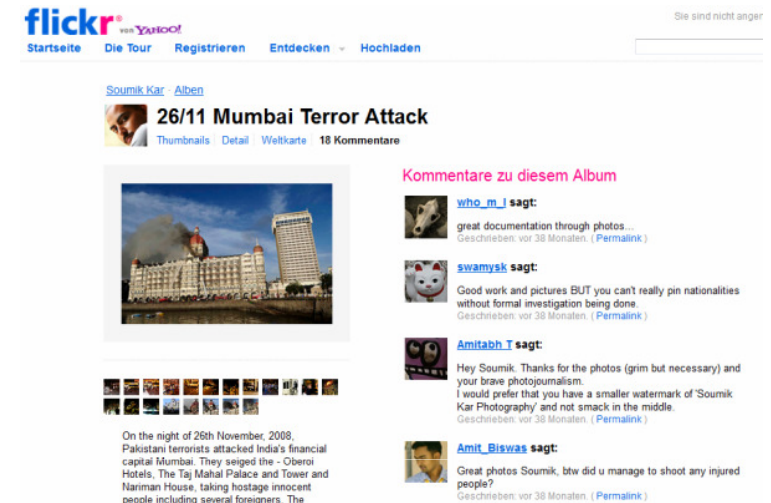 flickr von YAHOO!
Sie sind nicht anger
Startseite Die Tour Registrieren Entdecken Hochladen
Soumik Kar · Alben
26/11 Mumbai Terror Attack
Thumbnails Detail Weltkarte 18 Kommentare
Kommentare zu diesem Album
who_m_I sagt:
great documentation through photos...
Geschrieben: vor 38 Monaten. ( Permalink )
swamysk sagt:
Good work and pictures BUT you can't really pin nationalities
without formal investigation being done.
Geschrieben: vor 38 Monaten. ( Permalink )
Amitabh T sagt:
Hey Soumik. Thanks for the photos (grim but necessary) and
your brave photojournalism.
I would prefer that you have a smaller watermark of 'Soumik
Kar Photography' and not smack in the middle.
Geschrieben: vor 38 Monaten. ( Permalink )
Amit_Biswas sagt:
Great photos Soumik, btw did u manage to shoot any injured
people?
Geschrieben: vor 38 Monaten. ( Permalink )
On the night of 26th November, 2008,
Pakistani terrorists attacked India's financial
capital Mumbai. They seiged the - Oberoi
Hotels, The Taj Mahal Palace and Tower and
Nariman House, taking hostage innocent
people including several foreigners. The